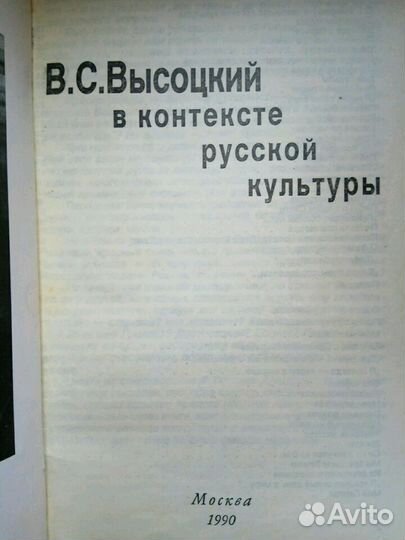 В.С.Высоцкий
в контексте
русской
культуры
Москва
1990
Avito